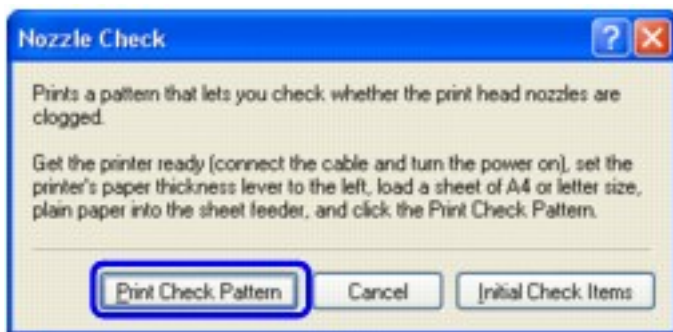 Nozzle Check
Prints a pattern that lets you check whether the print head nozzles are
clogged.
Get the printer ready (connect the cable and turn the power on), set the
printer's paper thickness lever to the left, load a sheet of A4 or letter size,
plain paper into the sheet feeder, and click the Print Check Pattern.
Print Check Pattern Cancel Initial Check Items